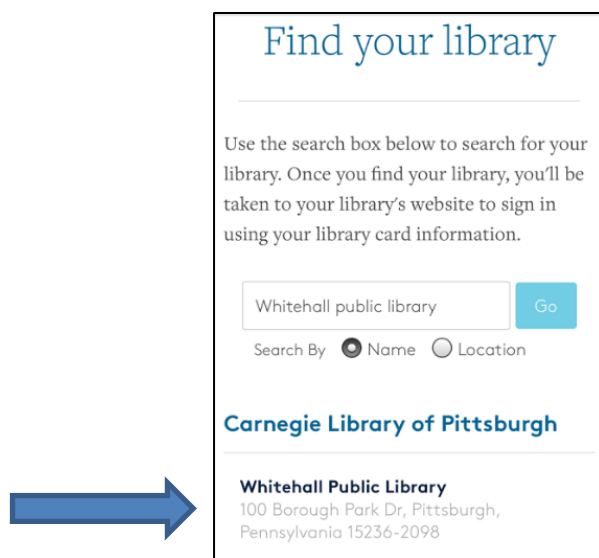 Find your library
Use the search box below to search for your
library. Once you find your library, you'll be
taken to your library's website to sign in
using your library card information.
Whitehall public library Go
Search By Name Location
Carnegie Library of Pittsburgh
Whitehall Public Library
100 Borough Park Dr, Pittsburgh,
Pennsylvania 15236-2098